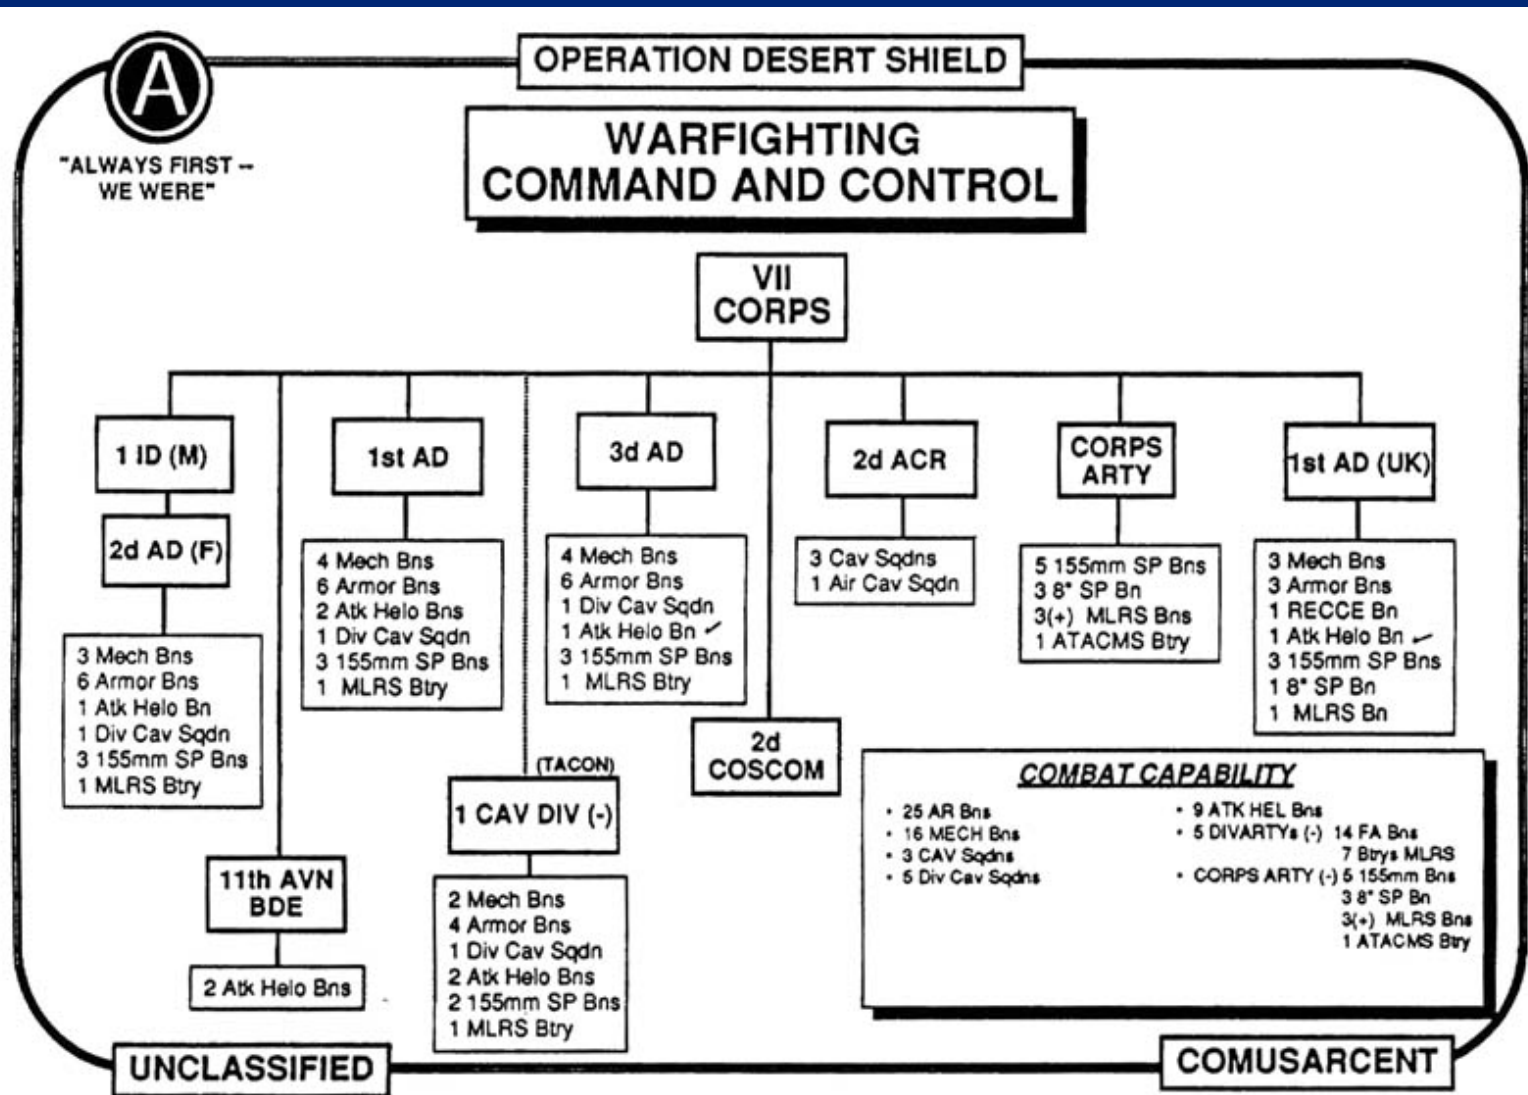 OPERATION DESERT SHIELD
A
"ALWAYS FIRST --
WE WERE"
WARFIGHTING
COMMAND AND CONTROL
VII
CORPS
1 ID (M)
2d AD (F)
3 Mech Bns
6 Armor Bns
1 Atk Helo Bn
1 Div Cav Sqdn
3 155mm SP Bns
1 MLRS Btry
11th AVN
BDE
2 Atk Helo Bns
1st AD
4 Mech Bns
6 Armor Bns
2 Atk Helo Bns
1 Div Cav Sqdn
3 155mm SP Bns
1 MLRS Btry
(TACON)
1 CAV DIV (-)
2 Mech Bns
4 Armor Bns
1 Div Cav Sqdn
2 Atk Helo Bns
2 155mm SP Bns
1 MLRS Btry
3d AD
4 Mech Bns
6 Armor Bns
1 Div Cav Sqdn
1 Atk Helo Bn ✓
3 155mm SP Bns
1 MLRS Btry
2d
COSCOM
2d ACR
3 Cav Sqdns
1 Air Cav Sqdn
CORPS
ARTY
5 155mm SP Bns
3 8" SP Bn
3(+) MLRS Bns
1 ATACMS Btry
1st AD (UK)
3 Mech Bns
3 Armor Bns
1 RECCE Bn
1 Atk Helo Bn ✓
3 155mm SP Bns
1 8" SP Bn
1 MLRS Bn
COMBAT CAPABILITY
• 25 AR Bns
• 16 MECH Bns
• 3 CAV Sqdns
• 5 Div Cav Sqdns
• 9 ATK HEL Bns
• 5 DIVARTYs (-) 14 FA Bns
7 Btrys MLRS
• CORPS ARTY (-) 5 155mm Bns
3 8" SP Bn
3(+) MLRS Bns
1 ATACMS Btry
UNCLASSIFIED
COMUSARCENT